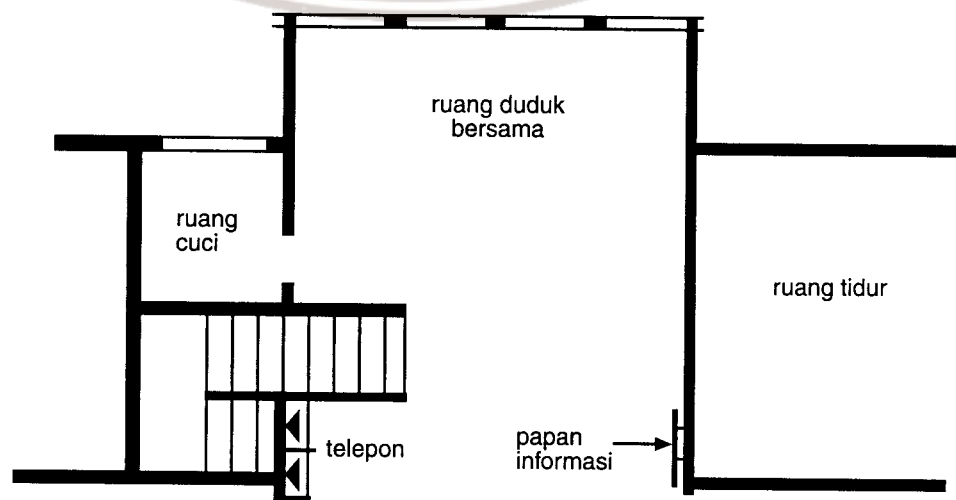 ruang duduk
bersama
ruang
cuci
ruang tidur
telepon
papan
informasi